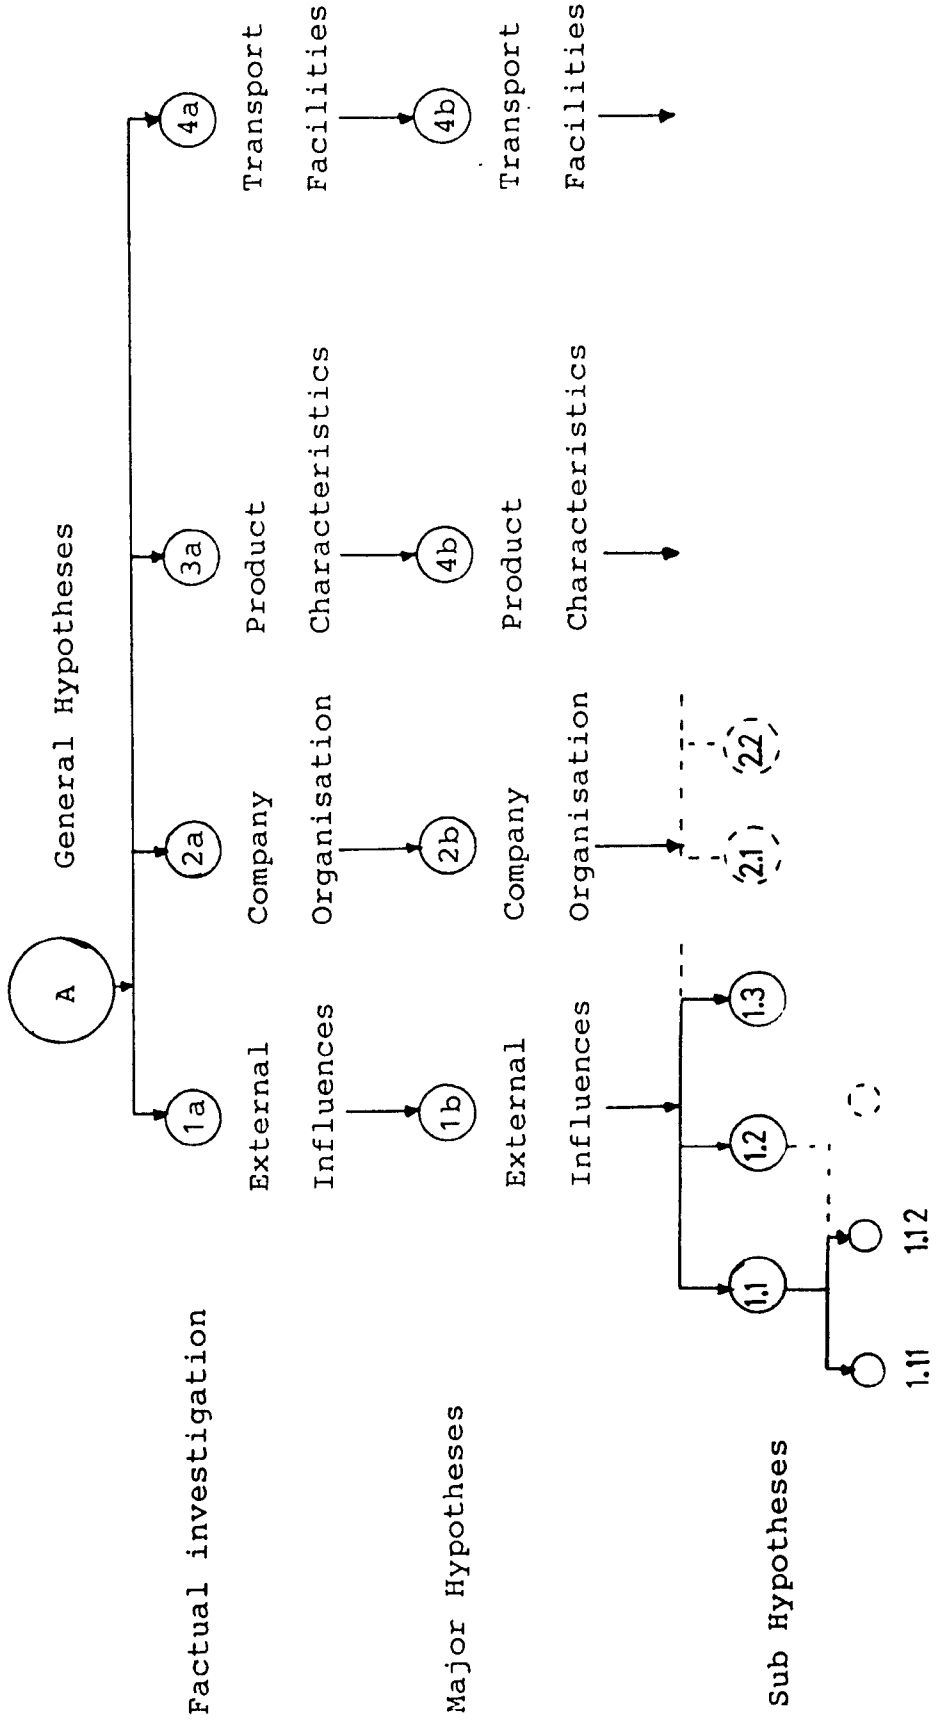 A
General Hypotheses
Factual investigation
1a
2a
3a
4a
External
Company
Product
Transport
Influences
Organisation
Characteristics
Facilities
Major Hypotheses
1b
2b
4b
4b
External
Company
Product
Transport
Influences
Organisation
Characteristics
Facilities
Sub Hypotheses
1.1
1.2
1.3
2.1
2.2
1.11
1.12